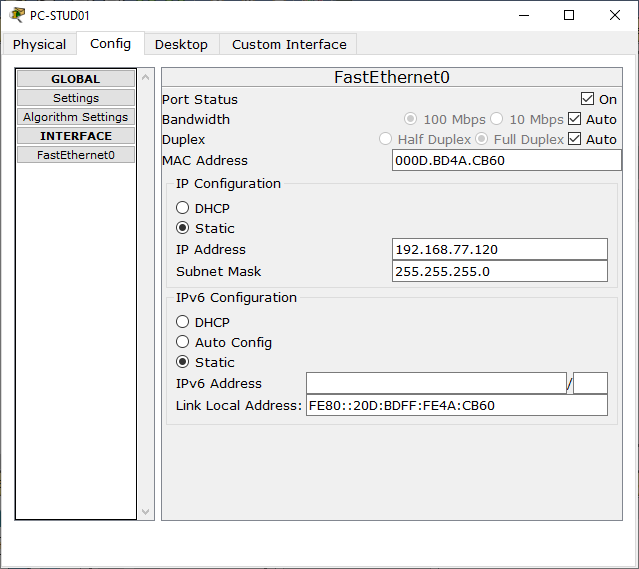 PC-STUD01
Physical Config Desktop Custom Interface
GLOBAL
Settings
Algorithm Settings
INTERFACE
FastEthernet0
FastEthernet0
Port Status On
Bandwidth 100 Mbps 10 Mbps Auto
Duplex Half Duplex Full Duplex Auto
MAC Address 000D.BD4A.CB60
IP Configuration
DHCP
Static
IP Address 192.168.77.120
Subnet Mask 255.255.255.0
IPv6 Configuration
DHCP
Auto Config
Static
IPv6 Address /
Link Local Address: FE80::20D:BDFF:FE4A:CB60